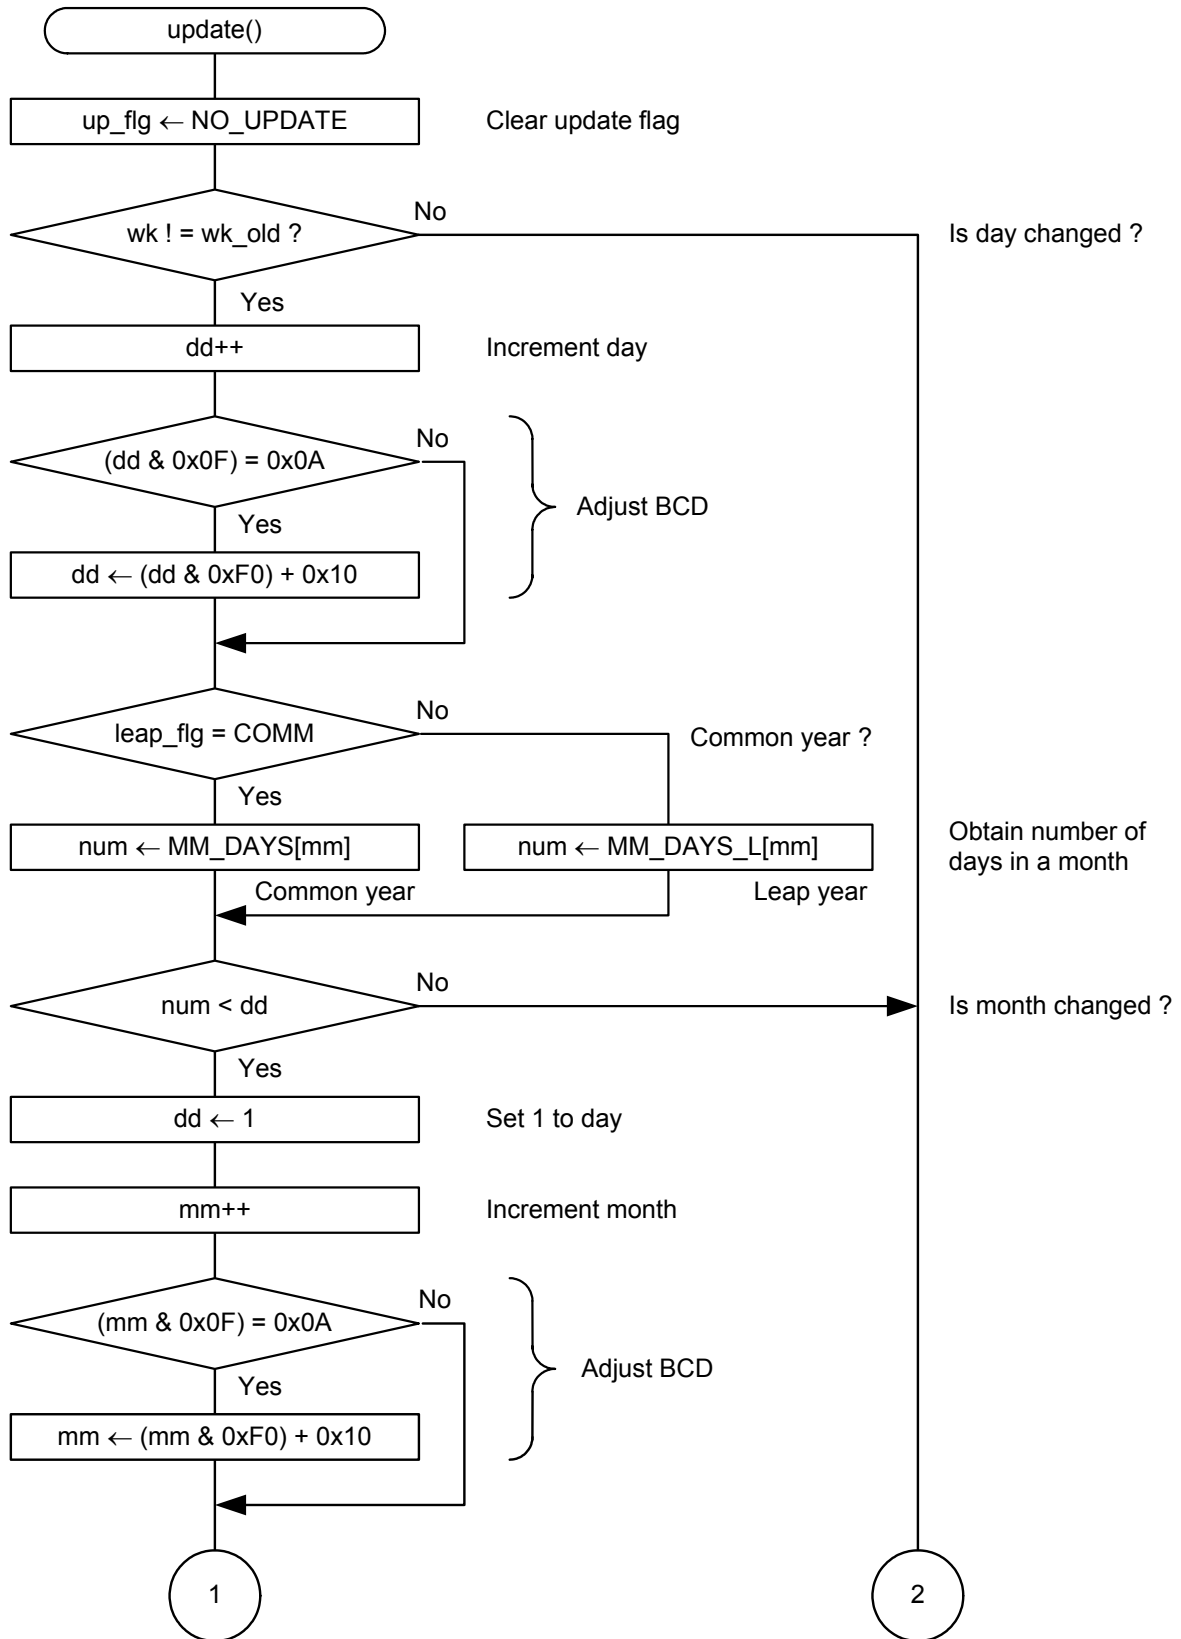 update()
up_flg ← NO_UPDATE
Clear update flag
wk ! = wk_old ?
No
Is day changed ?
Yes
dd++
Increment day
(dd & 0x0F) = 0x0A
No
Adjust BCD
Yes
dd ← (dd & 0xF0) + 0x10
leap_flg = COMM
No
Common year ?
Yes
num ← MM_DAYS[mm]
num ← MM_DAYS_L[mm]
Obtain number of
days in a month
Common year
Leap year
num < dd
No
Is month changed ?
Yes
dd ← 1
Set 1 to day
mm++
Increment month
(mm & 0x0F) = 0x0A
No
Adjust BCD
Yes
mm ← (mm & 0xF0) + 0x10
1
2